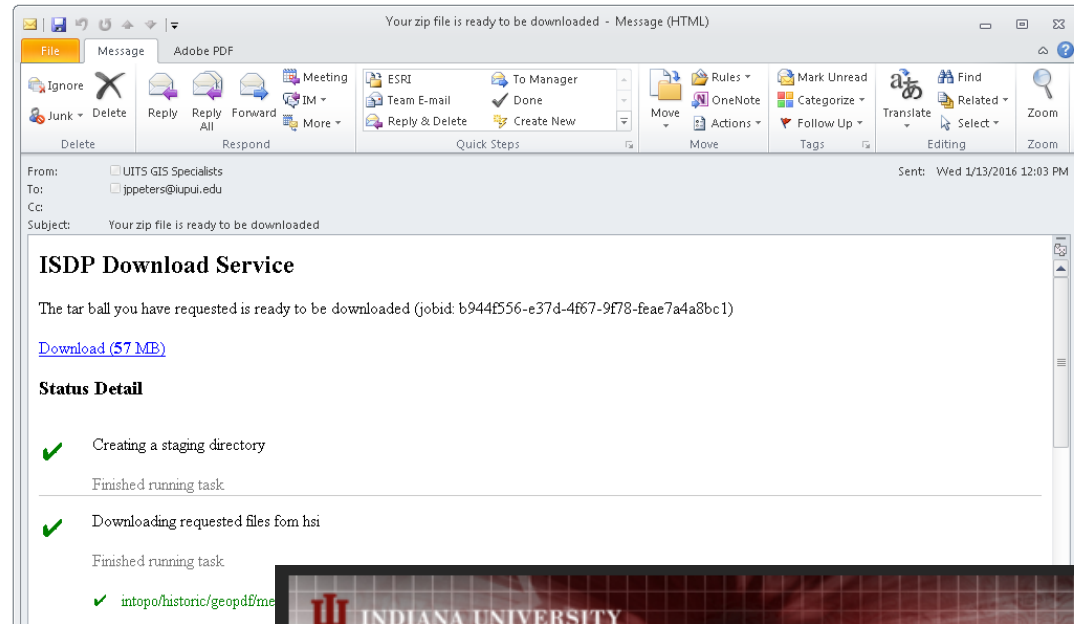 Your zip file is ready to be downloaded - Message (HTML)
File Message Adobe PDF
Ignore
Junk
Delete
Reply
Reply All
Forward
Meeting
IM
More
ESRI
Team E-mail
Reply & Delete
To Manager
Done
Create New
Move
Rules
OneNote
Actions
Mark Unread
Categorize
Follow Up
Translate
Find
Related
Select
Zoom
Delete Respond Quick Steps Move Tags Editing Zoom
From: UITS GIS Specialists Sent: Wed 1/13/2016 12:03 PM
To: jppeters@iupui.edu
Cc:
Subject: Your zip file is ready to be downloaded
ISDP Download Service
The tar ball you have requested is ready to be downloaded (jobid: b944f556-e37d-4f67-9f78-feae7a4a8bc1)
Download (57 MB)
Status Detail
Creating a staging directory
Finished running task
Downloading requested files fom hsi
Finished running task
intopo/historic/geopdf/me
INDIANA UNIVERSITY